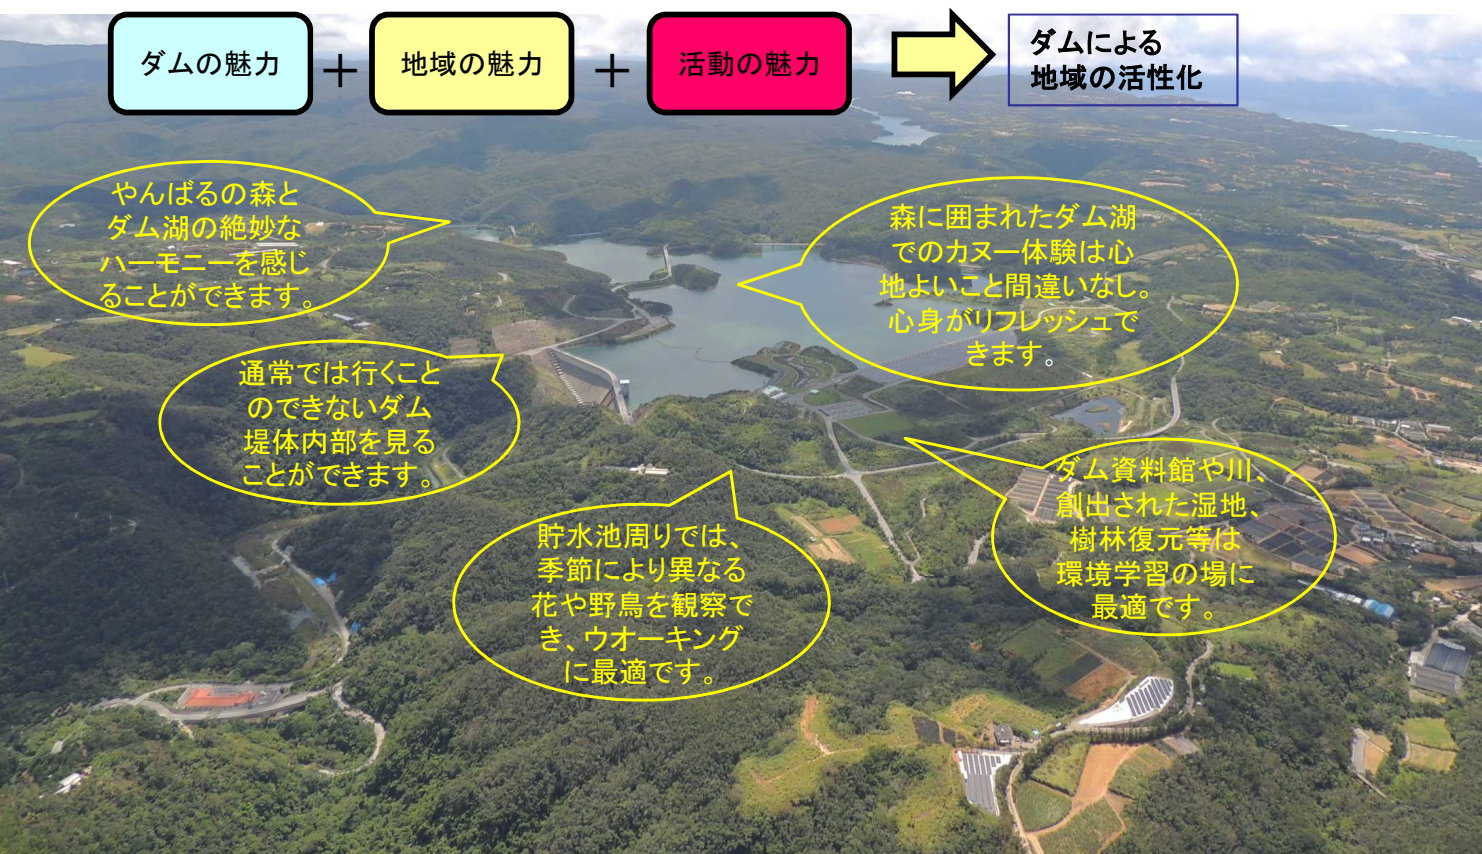 ダムの魅力
＋
地域の魅力
＋
活動の魅力
ダムによる
地域の活性化
やんばるの森と
ダム湖の絶妙な
ハーモニーを感じ
ることができます。
森に囲まれたダム湖
でのカヌー体験は心
地よいこと間違いなし。
心身がリフレッシュで
きます。
通常では行くこと
のできないダム
堤体内部を見る
ことができます。
ダム資料館や川、
創出された湿地、
樹林復元等は
環境学習の場に
最適です。
貯水池周りでは、
季節により異なる
花や野鳥を観察で
き、ウオーキング
に最適です。